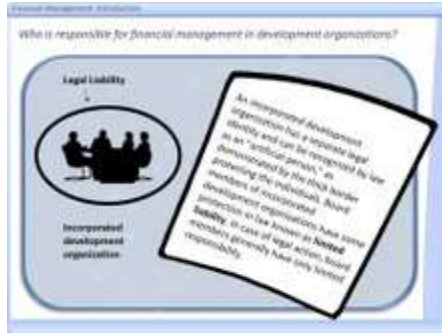 Financial Management: Introduction
Who is responsible for financial management in development organizations?
Legal Liability
Incorporated
development
organization
An incorporated development
organization has a separate legal
identity and can be recognized by law
as an "artificial person," as
demonstrated by the thick border
protecting the individuals. Board
members of incorporated
development organizations have some
protection in law known as limited
liability. In case of legal action, board
members generally have only limited
responsibility.